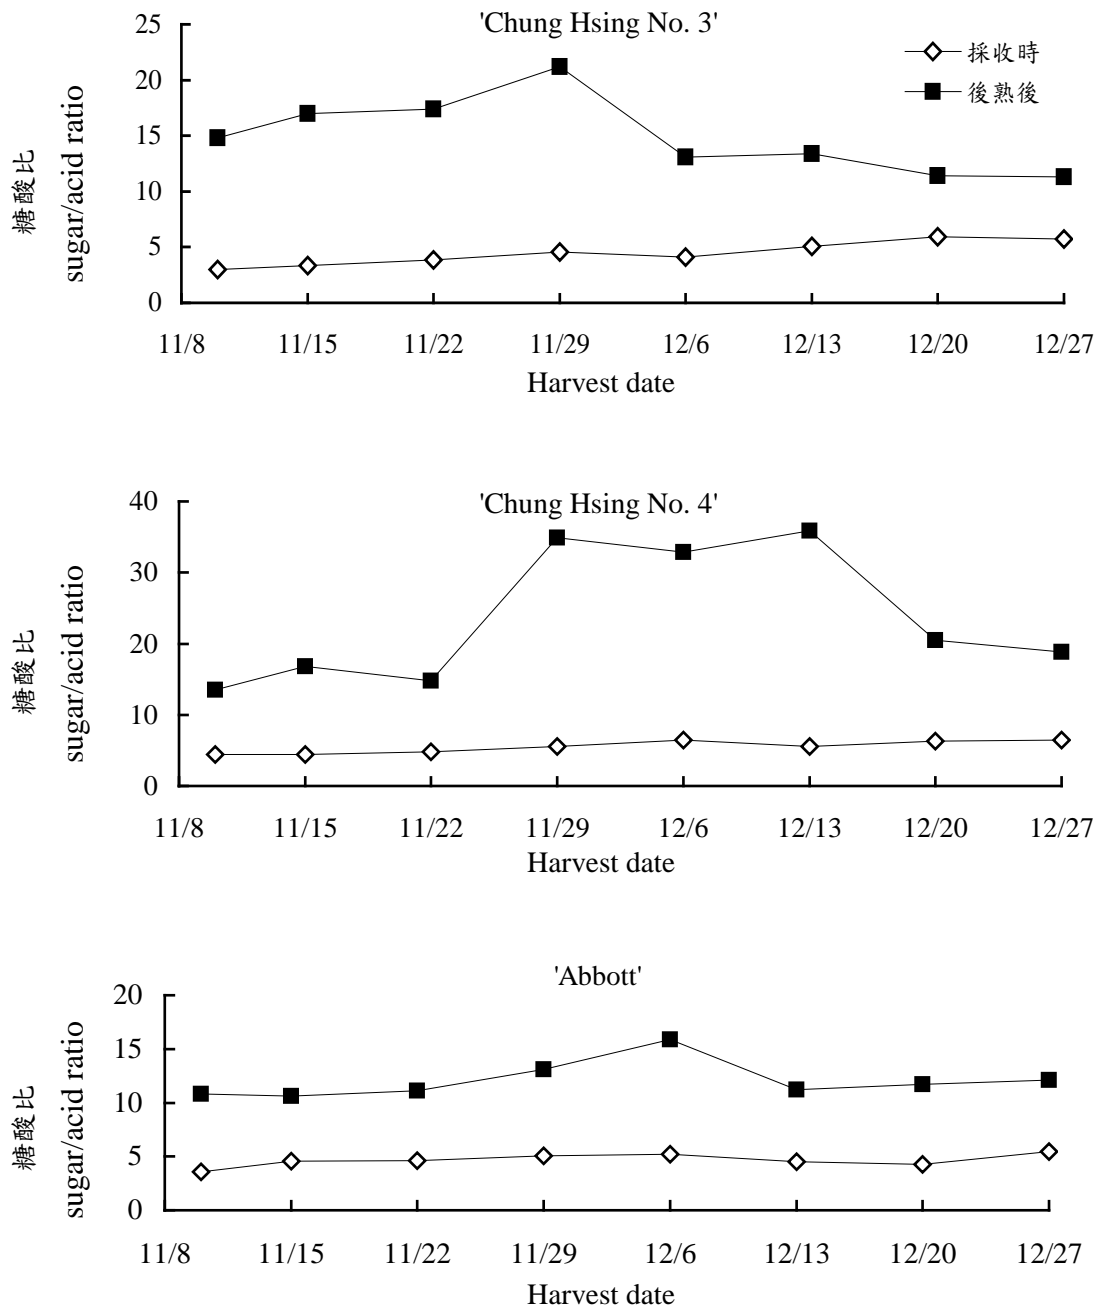 'Chung Hsing No. 3'
採收時
後熟後
糖酸比
sugar/acid ratio
25
20
15
10
5
0
11/8 11/15 11/22 11/29 12/6 12/13 12/20 12/27
Harvest date
'Chung Hsing No. 4'
糖酸比
sugar/acid ratio
40
30
20
10
0
11/8 11/15 11/22 11/29 12/6 12/13 12/20 12/27
Harvest date
'Abbott'
糖酸比
sugar/acid ratio
20
15
10
5
0
11/8 11/15 11/22 11/29 12/6 12/13 12/20 12/27
Harvest date